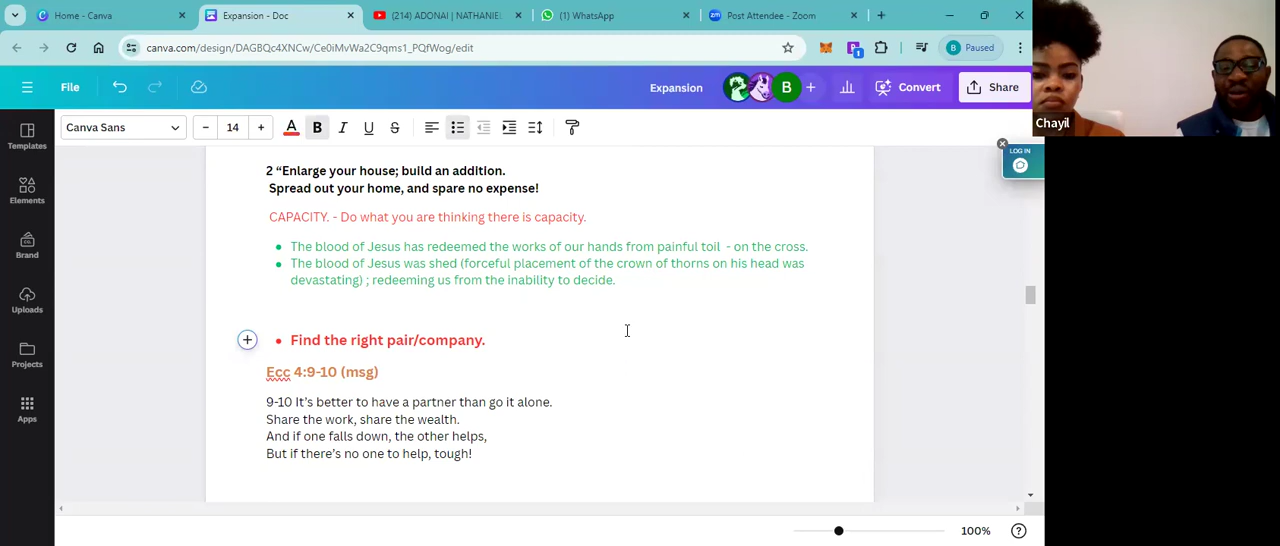 Home - Canva
Expansion - Doc
(214) ADONAI | NATHANIEL
(1) WhatsApp
Post Attendee - Zoom
canva.com/design/DAGBQc4XNCw/Ce0iMvWa2C9qms1_PQfWog/edit
1
B Paused
File
Expansion
B
Convert
Share
Canva Sans
14
A
B
I
U
S
Chayil
LOG IN
Templates
Elements
Brand
Uploads
Projects
Apps
2 “Enlarge your house; build an addition.
Spread out your home, and spare no expense!
CAPACITY. - Do what you are thinking there is capacity.
• The blood of Jesus has redeemed the works of our hands from painful toil - on the cross.
• The blood of Jesus was shed (forceful placement of the crown of thorns on his head was
devastating) ; redeeming us from the inability to decide.
• Find the right pair/company.
Ecc 4:9-10 (msg)
9-10 It’s better to have a partner than go it alone.
Share the work, share the wealth.
And if one falls down, the other helps,
But if there’s no one to help, tough!
100%